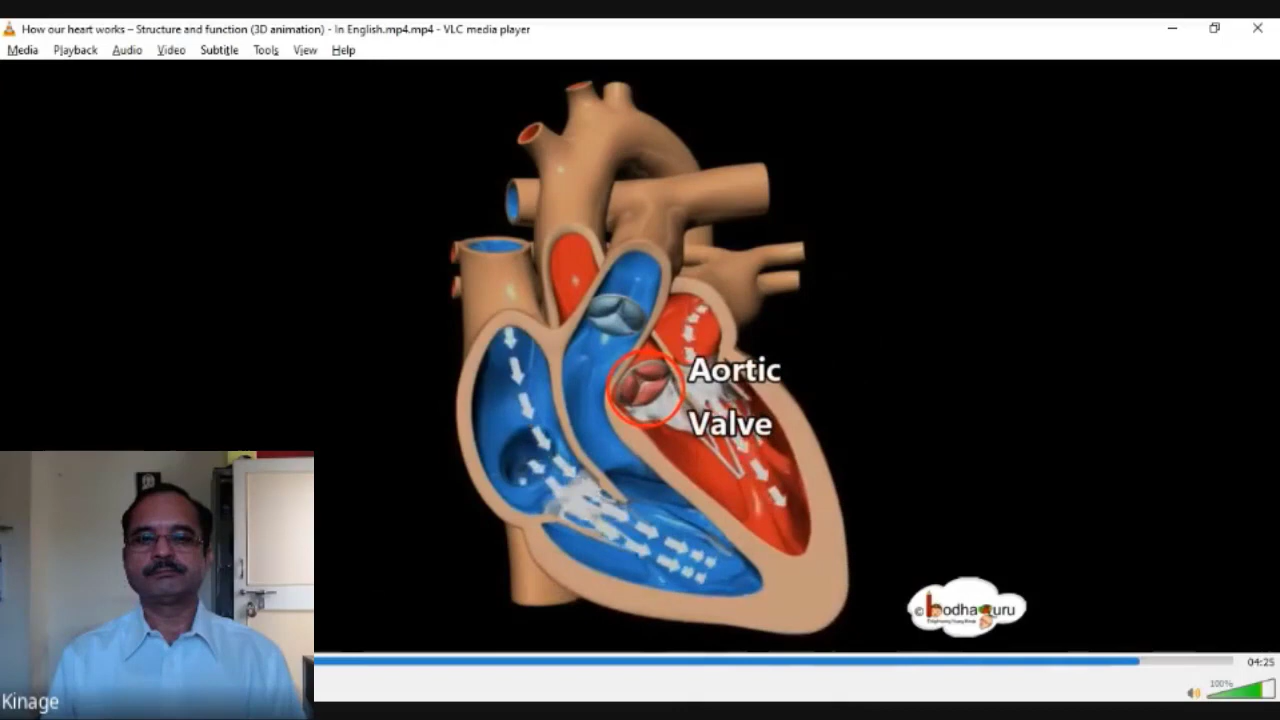 How our heart works – Structure and function (3D animation) - In English.mp4.mp4 - VLC media player
Media Playback Audio Video Subtitle Tools View Help
Aortic
Valve
© bodhaguru
04:25
100%
Kinage